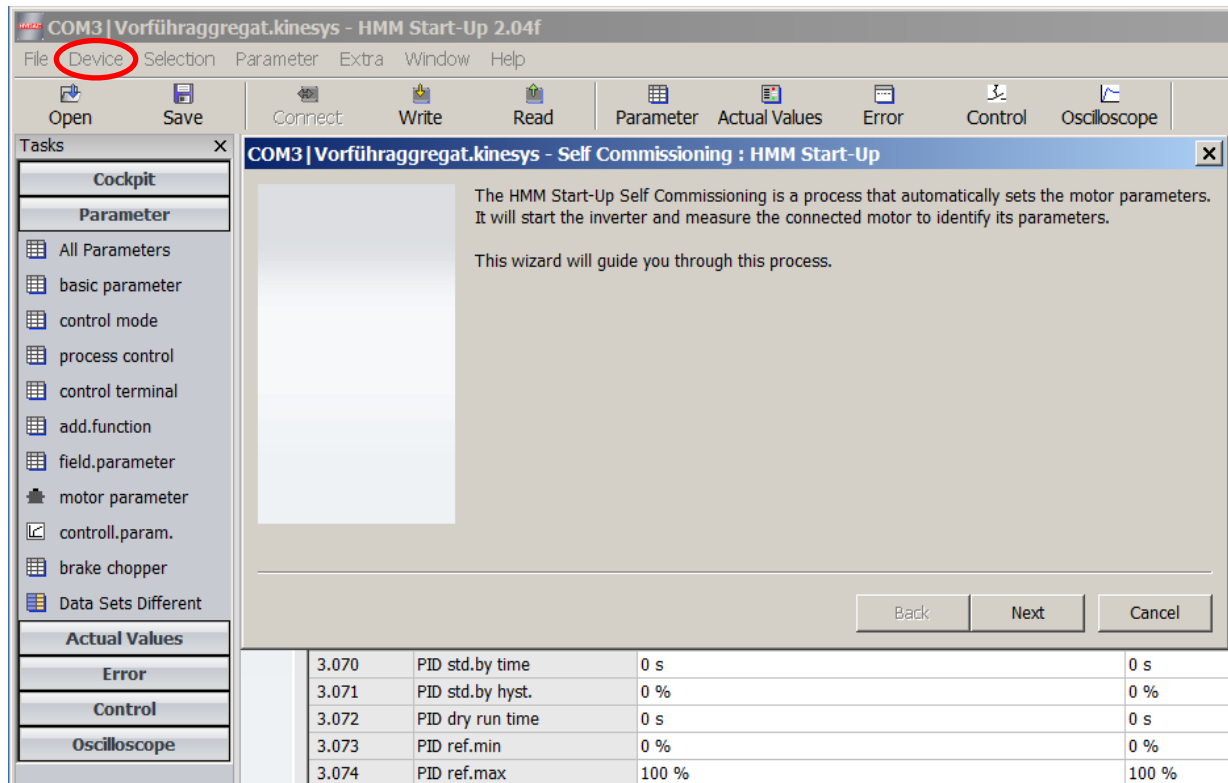 COM3|Vorführaggregat.kinesys - HMM Start-Up 2.04f
File Device Selection Parameter Extra Window Help
Open Save Connect Write Read Parameter Actual Values Error Control Oscilloscope
Tasks
COM3|Vorführaggregat.kinesys - Self Commissioning : HMM Start-Up
Cockpit
Parameter
All Parameters
basic parameter
control mode
process control
control terminal
add.function
field.parameter
motor parameter
controll.param.
brake chopper
Data Sets Different
Actual Values
Error
Control
Oscilloscope
The HMM Start-Up Self Commissioning is a process that automatically sets the motor parameters.
It will start the inverter and measure the connected motor to identify its parameters.
This wizard will guide you through this process.
Back Next Cancel
3.070 PID std.by time 0 s 0 s
3.071 PID std.by hyst. 0 % 0 %
3.072 PID dry run time 0 s 0 s
3.073 PID ref.min 0 % 0 %
3.074 PID ref.max 100 % 100 %